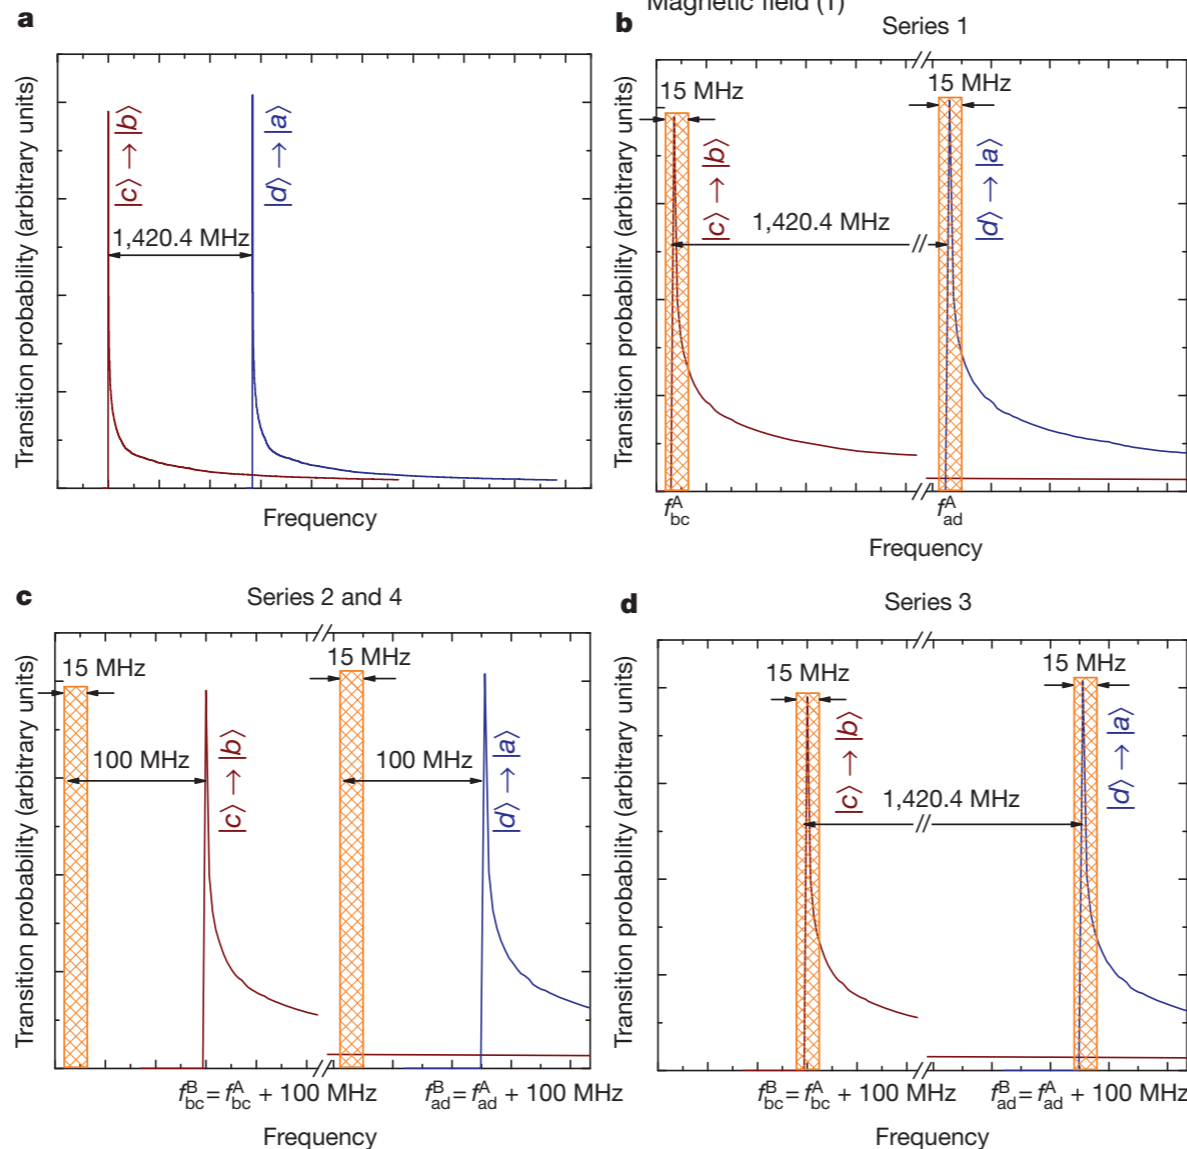 Magnetic field (T)
a
Transition probability (arbitrary units)
|c⟩ → |b⟩
|d⟩ → |a⟩
1,420.4 MHz
Frequency
b
Series 1
Transition probability (arbitrary units)
15 MHz
15 MHz
|c⟩ → |b⟩
|d⟩ → |a⟩
1,420.4 MHz
f^A_bc
f^A_ad
Frequency
c
Series 2 and 4
Transition probability (arbitrary units)
15 MHz
15 MHz
100 MHz
100 MHz
|c⟩ → |b⟩
|d⟩ → |a⟩
f^B_bc = f^A_bc + 100 MHz
f^B_ad = f^A_ad + 100 MHz
Frequency
d
Series 3
Transition probability (arbitrary units)
15 MHz
15 MHz
|c⟩ → |b⟩
|d⟩ → |a⟩
1,420.4 MHz
f^B_bc = f^A_bc + 100 MHz
f^B_ad = f^A_ad + 100 MHz
Frequency